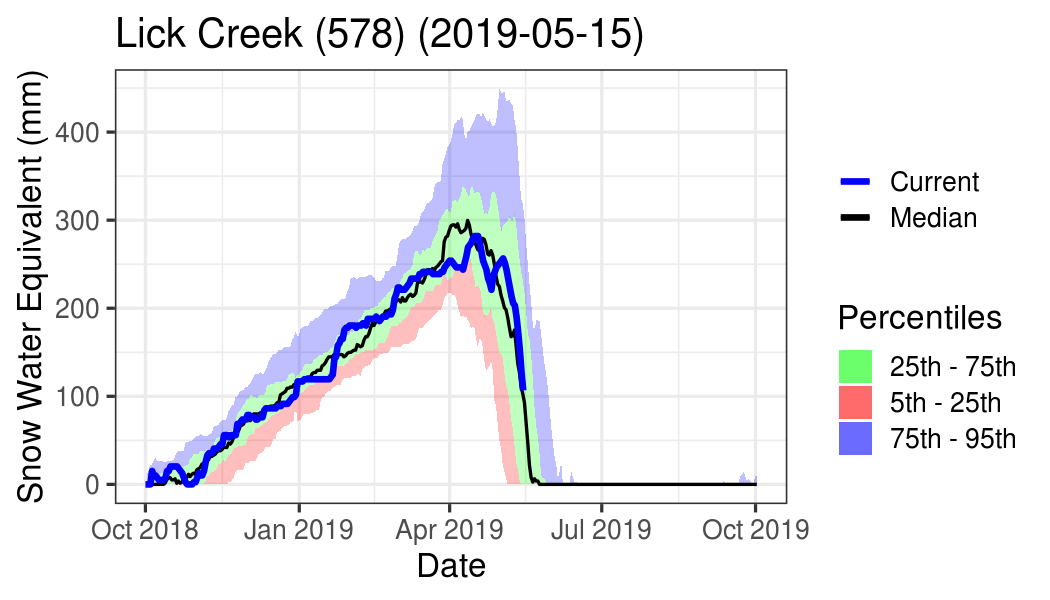 Lick Creek (578) (2019-05-15)
Snow Water Equivalent (mm)
400
300
200
100
0
Oct 2018
Jan 2019
Apr 2019
Jul 2019
Oct 2019
Date
Current
Median
Percentiles
25th - 75th
5th - 25th
75th - 95th